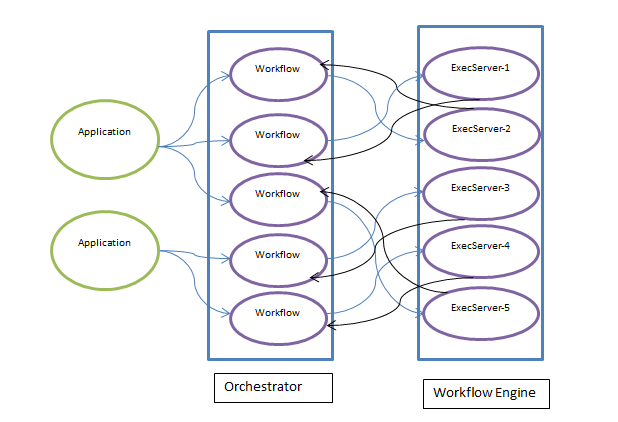 Application
Application
Workflow
Workflow
Workflow
Workflow
Workflow
Orchestrator
ExecServer-1
ExecServer-2
ExecServer-3
ExecServer-4
ExecServer-5
Workflow Engine